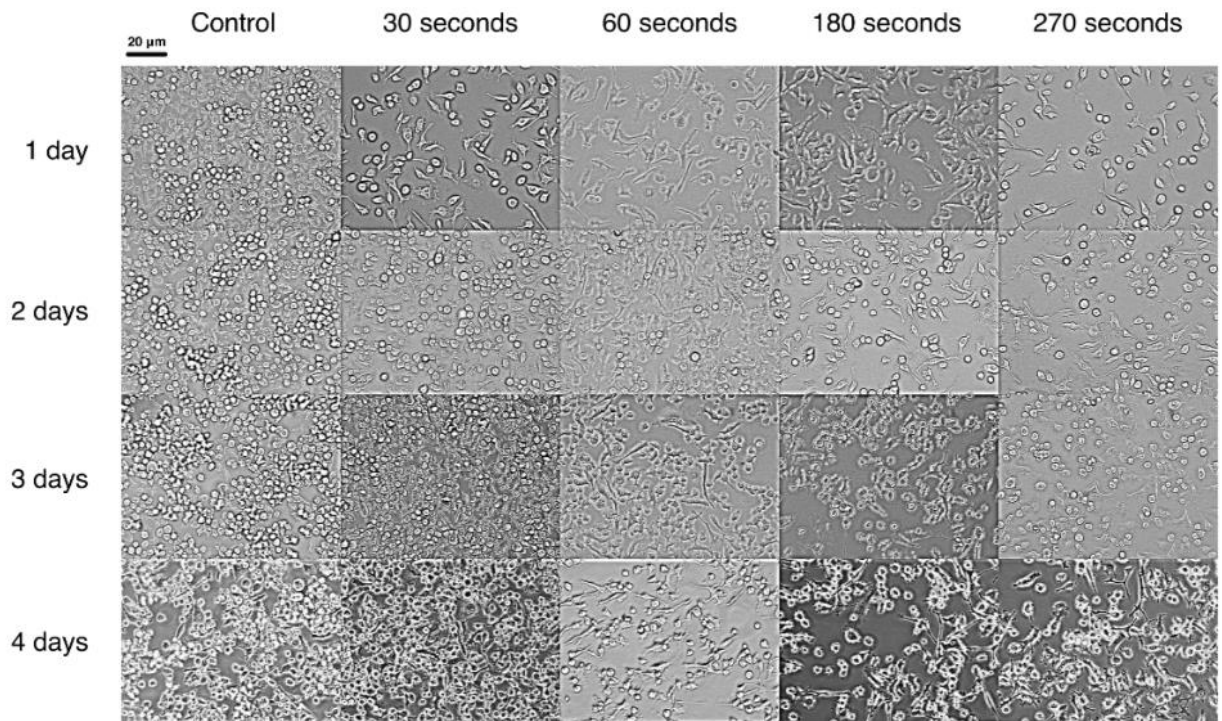 Control 30 seconds 60 seconds 180 seconds 270 seconds
20 µm
1 day
2 days
3 days
4 days